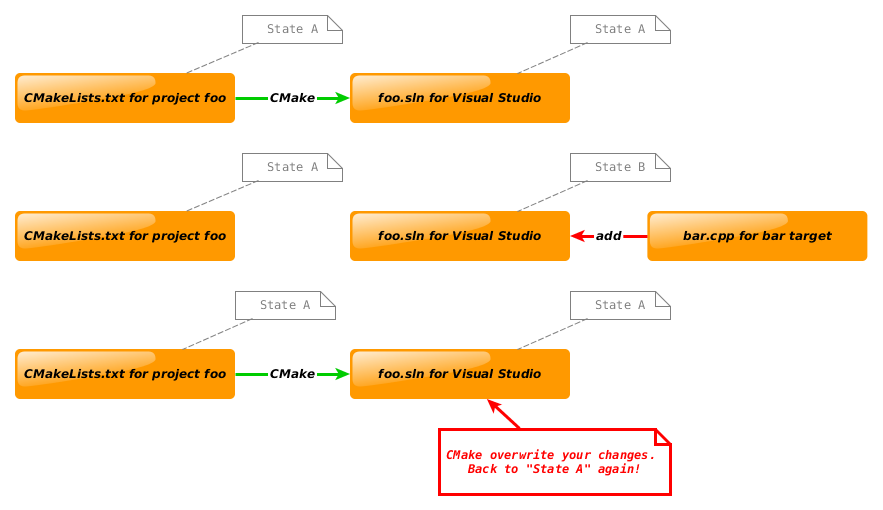 State A
State A
CMakeLists.txt for project foo
CMake
foo.sln for Visual Studio
State A
State B
CMakeLists.txt for project foo
foo.sln for Visual Studio
add
bar.cpp for bar target
State A
State A
CMakeLists.txt for project foo
CMake
foo.sln for Visual Studio
CMake overwrite your changes.
Back to "State A" again!